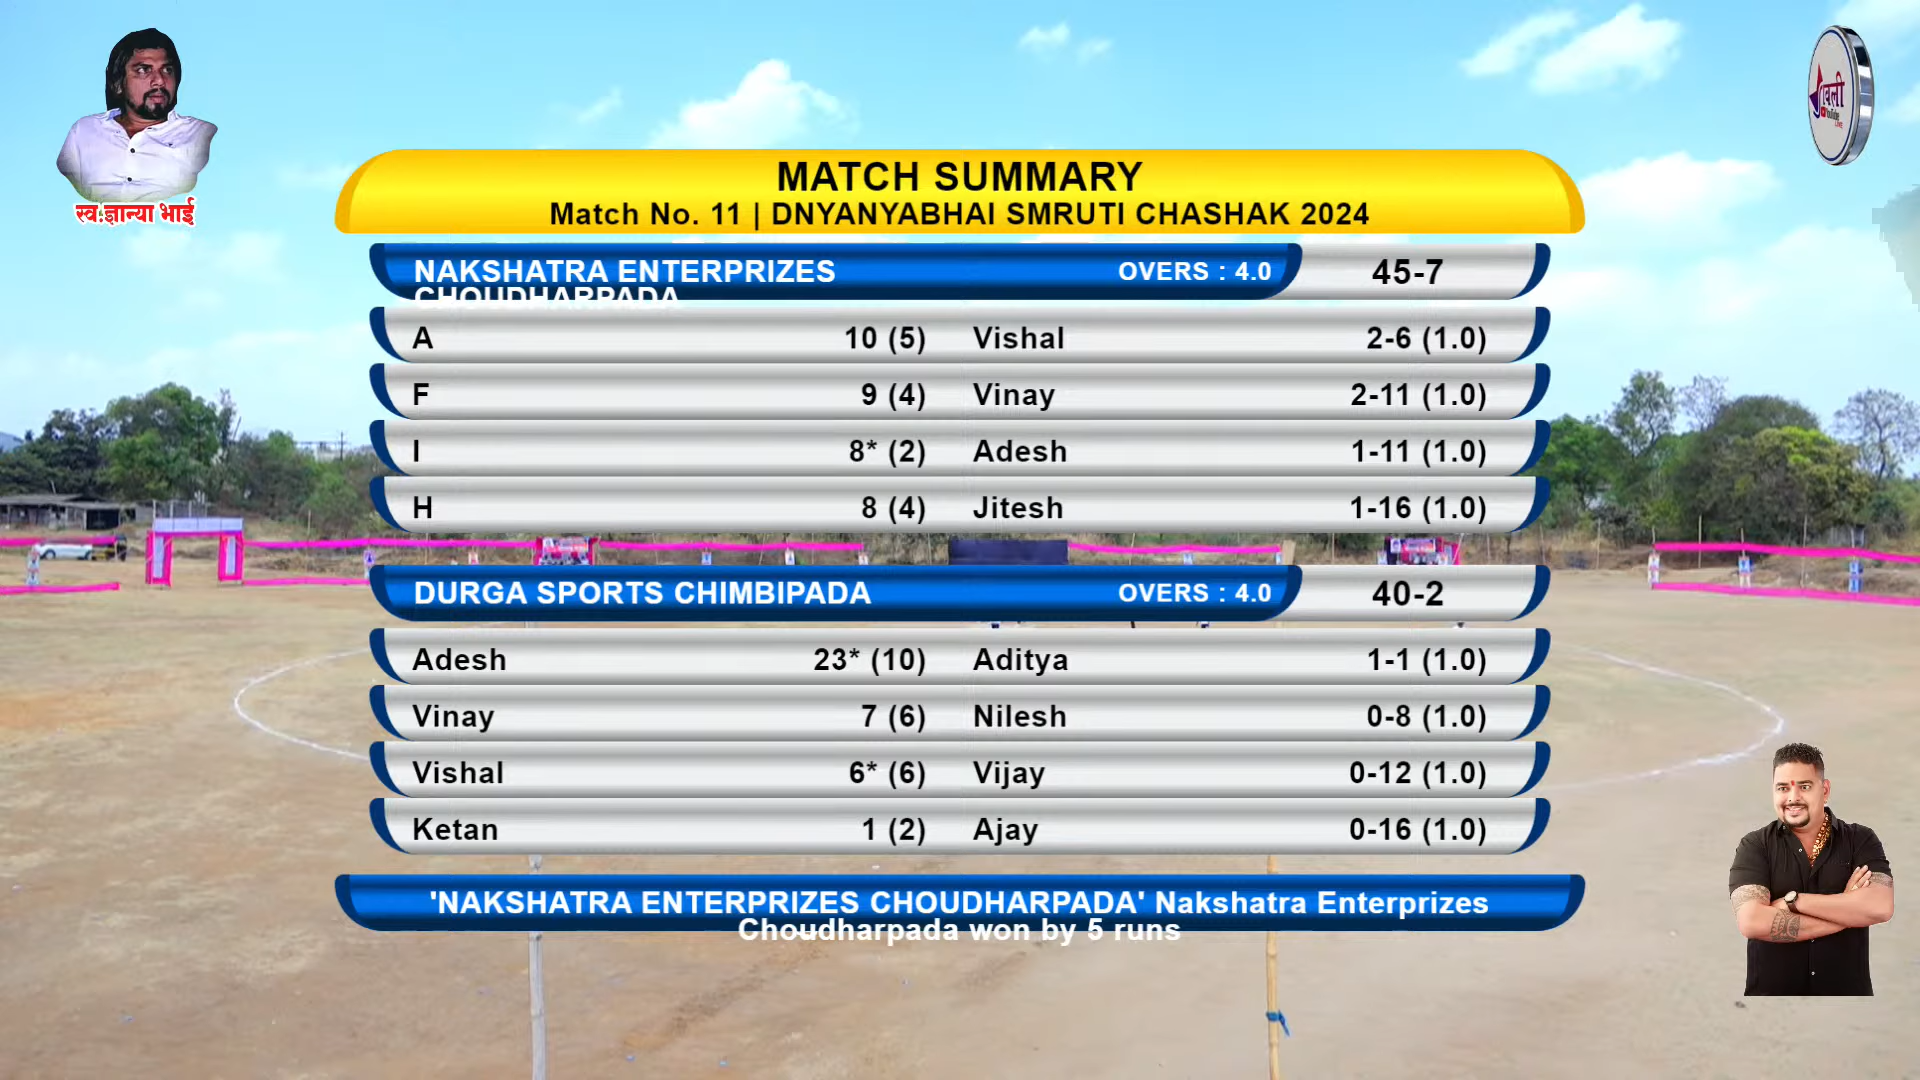 स्व.ज्ञान्या भाई
MATCH SUMMARY
Match No. 11 | DNYANYABHAI SMRUTI CHASHAK 2024
NAKSHATRA ENTERPRIZES OVERS : 4.0 45-7
CHOUDHARPADA
A 10 (5) Vishal 2-6 (1.0)
F 9 (4) Vinay 2-11 (1.0)
I 8* (2) Adesh 1-11 (1.0)
H 8 (4) Jitesh 1-16 (1.0)
DURGA SPORTS CHIMBIPADA OVERS : 4.0 40-2
Adesh 23* (10) Aditya 1-1 (1.0)
Vinay 7 (6) Nilesh 0-8 (1.0)
Vishal 6* (6) Vijay 0-12 (1.0)
Ketan 1 (2) Ajay 0-16 (1.0)
'NAKSHATRA ENTERPRIZES CHOUDHARPADA' Nakshatra Enterprizes
Choudharpada won by 5 runs